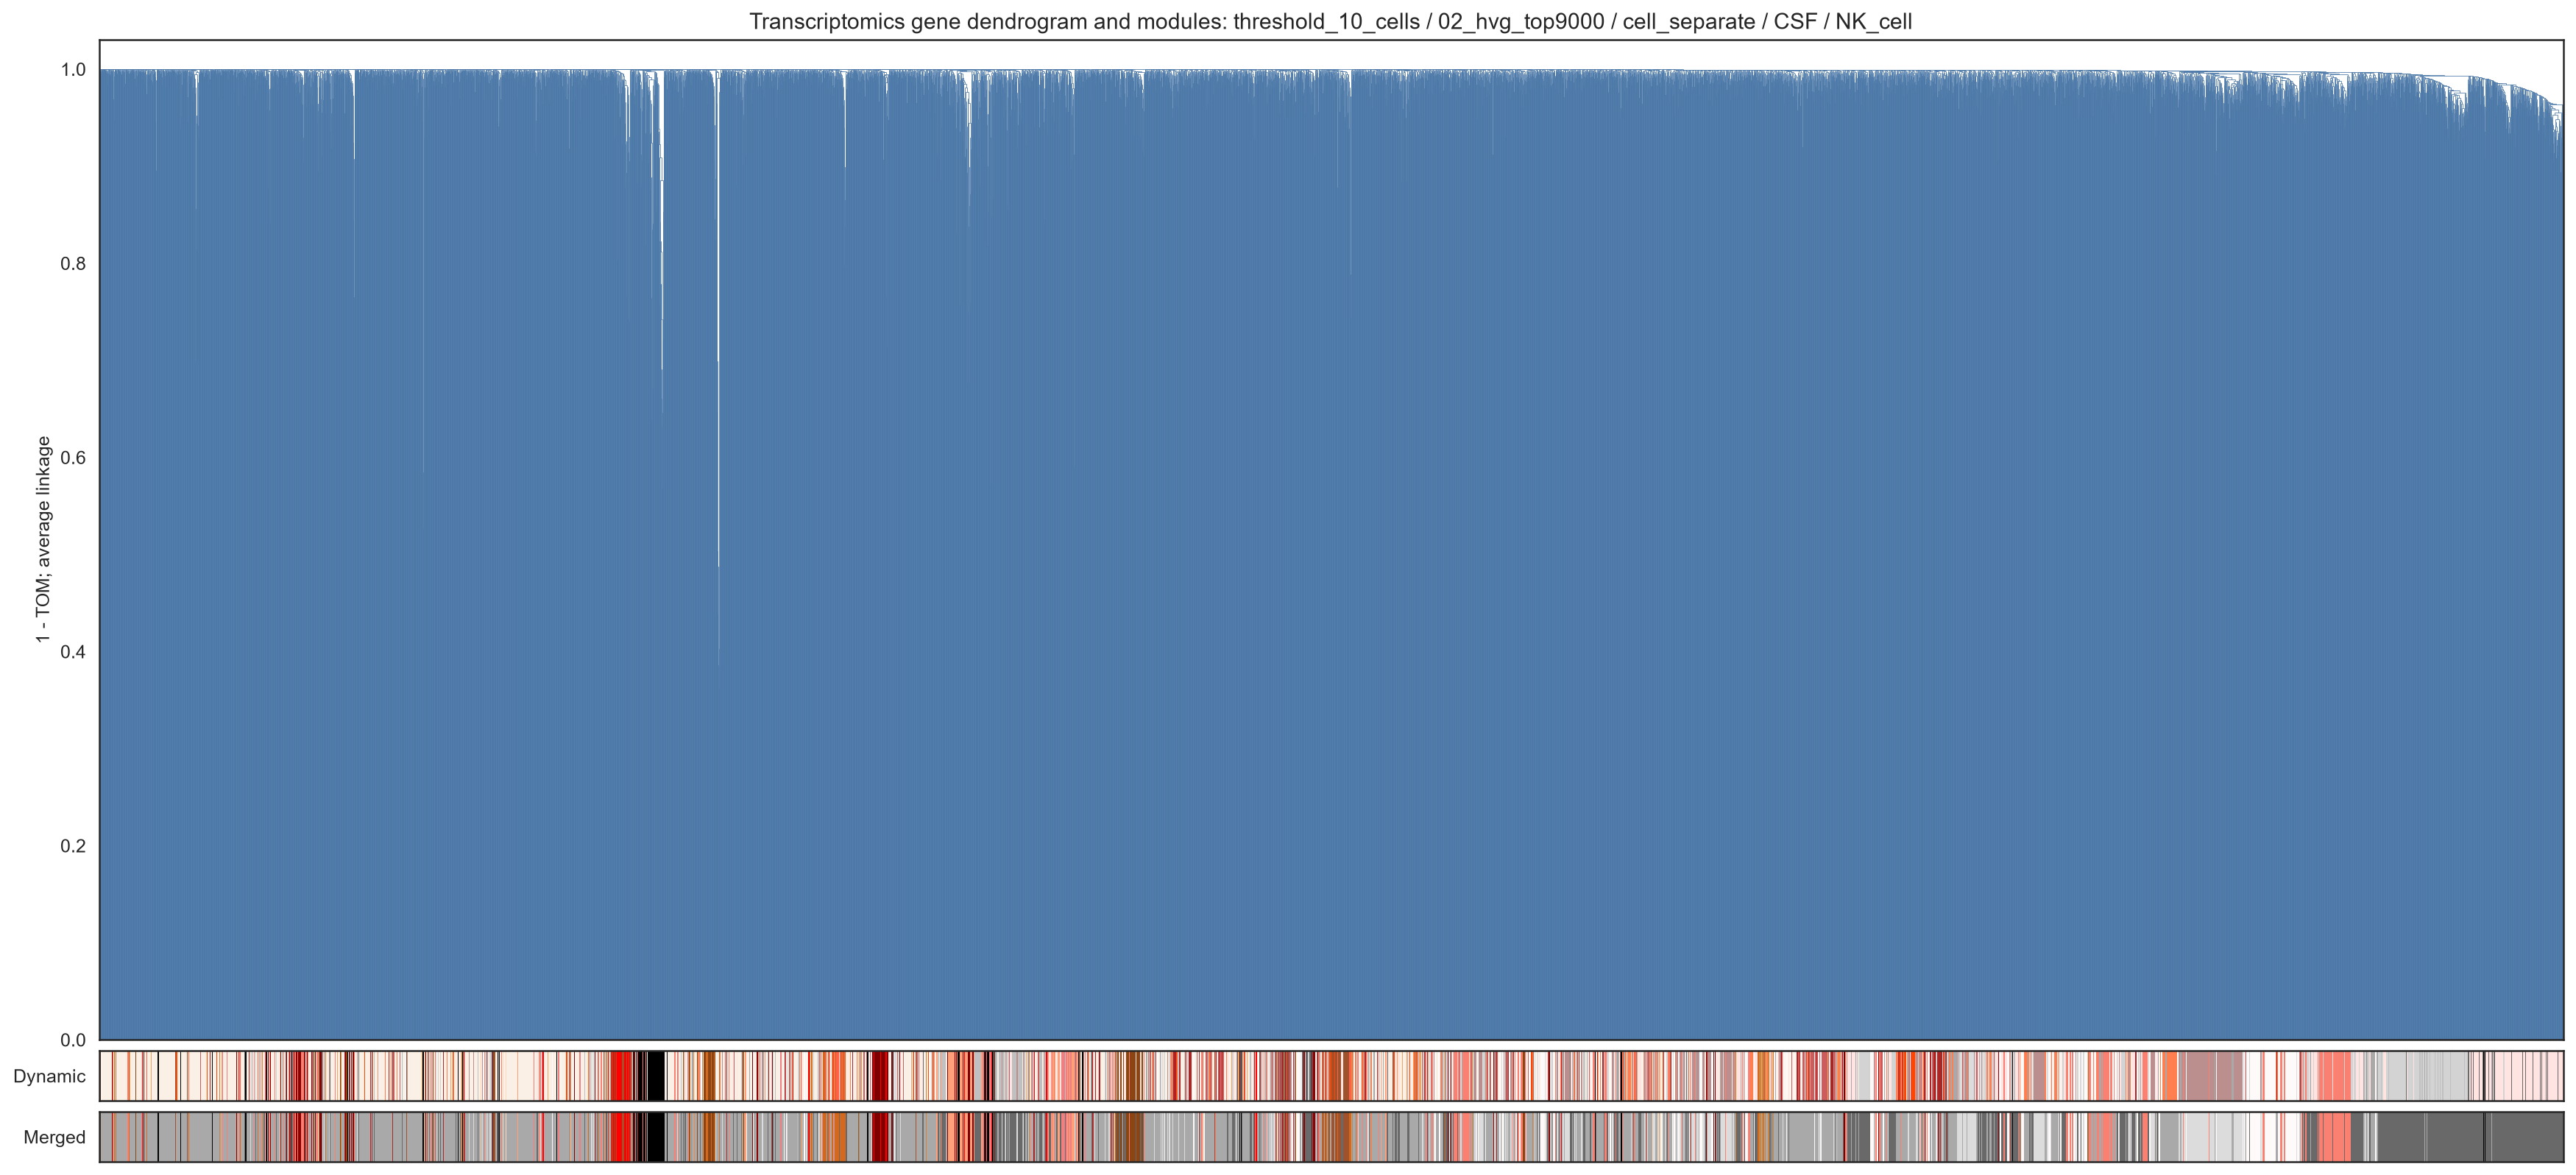 Transcriptomics gene dendrogram and modules: threshold_10_cells / 02_hvg_top9000 / cell_separate / CSF / NK_cell
1.0
0.8
0.6
0.4
0.2
0.0
1 - TOM; average linkage
Dynamic
Merged